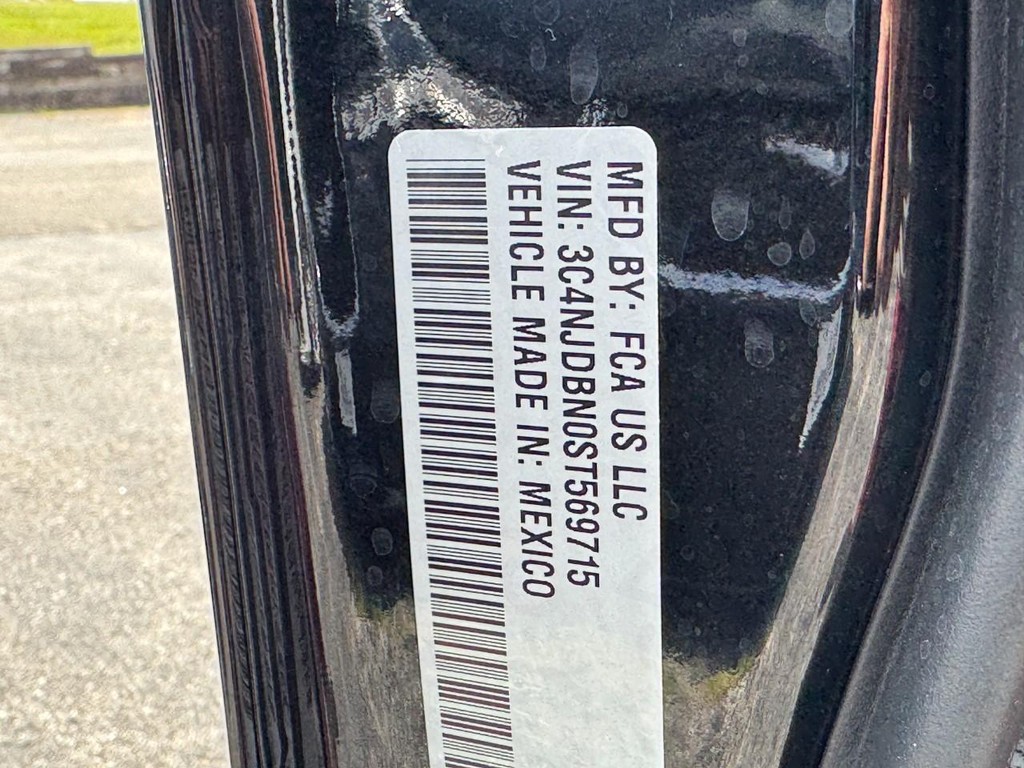 MFD BY: FCA US LLC
VIN: 3C4NJDBN0ST569715
VEHICLE MADE IN: MEXICO